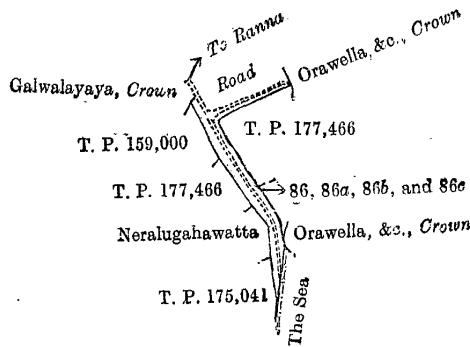 To Ranna
Road
Orawella, &c., Crown
Galwalayaya, Crown
T. P. 177,466
T. P. 159,000
T. P. 177,466
86, 86a, 86b, and 86c
Neralugahawatta
Orawella, &c., Crown
T. P. 175,041
The Sea